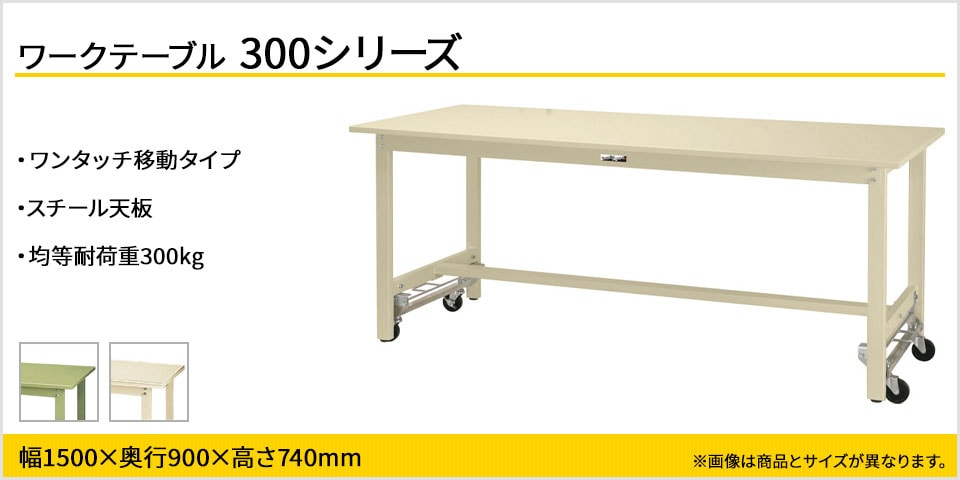 ワークテーブル 300シリーズ
・ワンタッチ移動タイプ
・スチール天板
・均等耐荷重300kg
幅1500×奥行900×高さ740mm
※画像は商品とサイズが異なります。